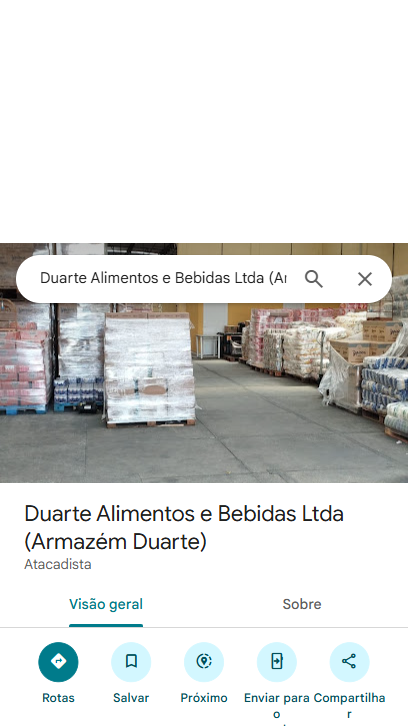 Duarte Alimentos e Bebidas Ltda (Ar
Duarte Alimentos e Bebidas Ltda
(Armazém Duarte)
Atacadista
Visão geral
Sobre
Rotas
Salvar
Próximo
Enviar para
o
Compartilha
r